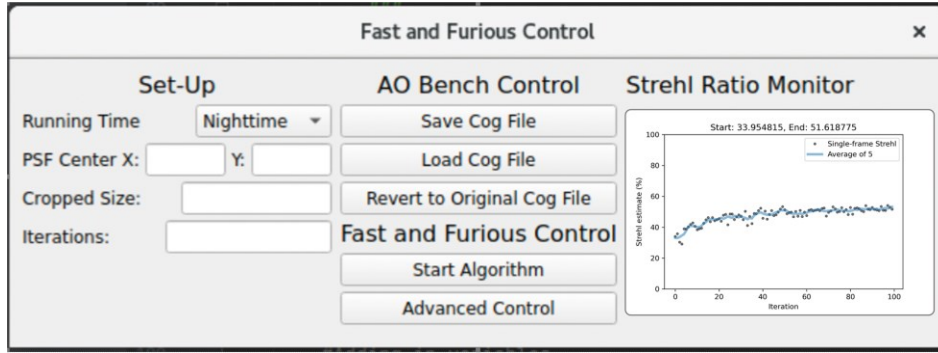 Fast and Furious Control
×
Set-Up
Running Time Nighttime
PSF Center X: Y:
Cropped Size:
Iterations:
AO Bench Control
Save Cog File
Load Cog File
Revert to Original Cog File
Fast and Furious Control
Start Algorithm
Advanced Control
Strehl Ratio Monitor
Start: 33.954815, End: 51.618775
Single-frame Strehl
Average of 5
Strehl estimate (%)
100
80
60
40
20
0
0 20 40 60 80 100
Iteration